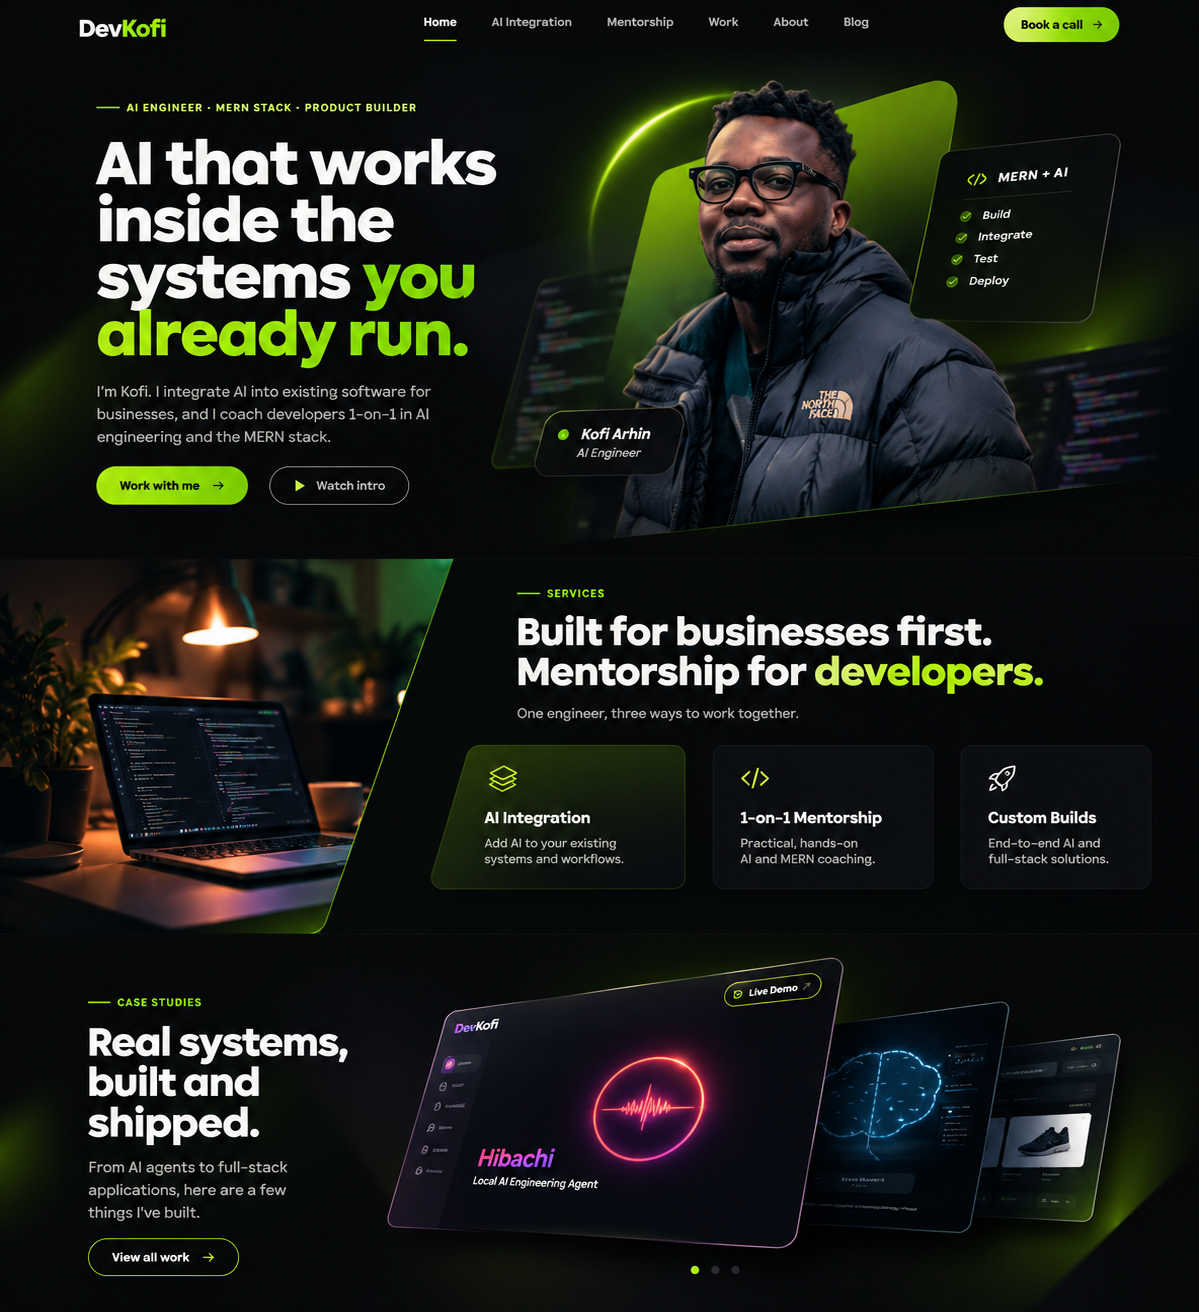 DevKofi
Home
AI Integration
Mentorship
Work
About
Blog
Book a call
AI ENGINEER • MERN STACK • PRODUCT BUILDER
AI that works
inside the
systems you
already run.
I'm Kofi. I integrate AI into existing software for
businesses, and I coach developers 1-on-1 in AI
engineering and the MERN stack.
Work with me
Watch intro
</> MERN + AI
Build
Integrate
Test
Deploy
THE
NORTH
FACE
Kofi Arhin
AI Engineer
SERVICES
Built for businesses first.
Mentorship for developers.
One engineer, three ways to work together.
AI Integration
Add AI to your existing
systems and workflows.
</>
1-on-1 Mentorship
Practical, hands-on
AI and MERN coaching.
Custom Builds
End-to-end AI and
full-stack solutions.
CASE STUDIES
Real systems,
built and
shipped.
From AI agents to full-stack
applications, here are a few
things I've built.
View all work
Live Demo
DevKofi
Hibachi
Local AI Engineering Agent